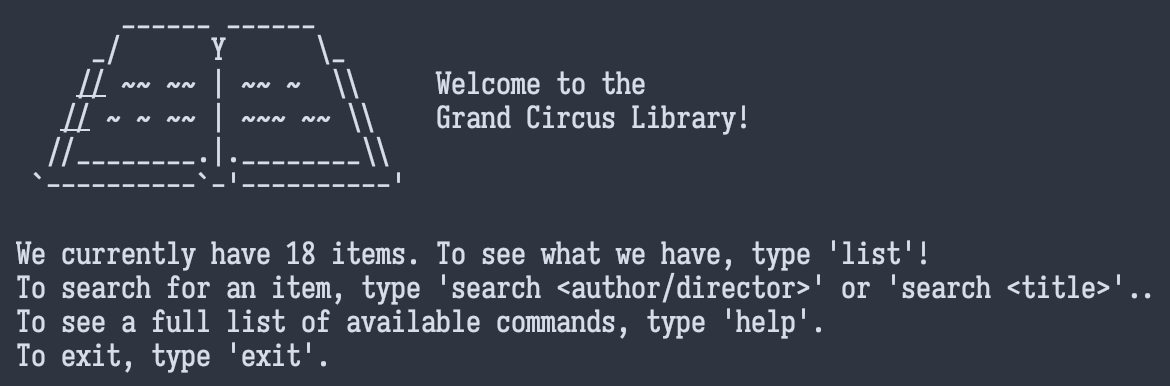 Welcome to the
Grand Circus Library!
We currently have 18 items. To see what we have, type 'list'!
To search for an item, type 'search <author/director>' or 'search <title>'..
To see a full list of available commands, type 'help'.
To exit, type 'exit'.